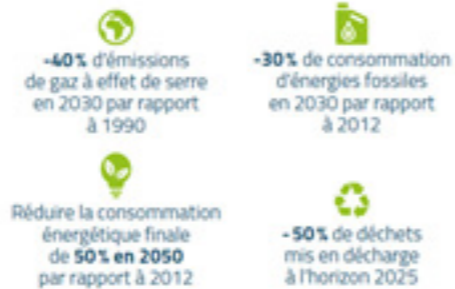 -40% d'émissions
de gaz à effet de serre
en 2030 par rapport
à 1990
-30% de consommation
d'énergies fossiles
en 2030 par rapport
à 2012
Réduire la consommation
énergétique finale
de 50% en 2050
par rapport à 2012
- 50% de déchets
mis en décharge
à l'horizon 2025